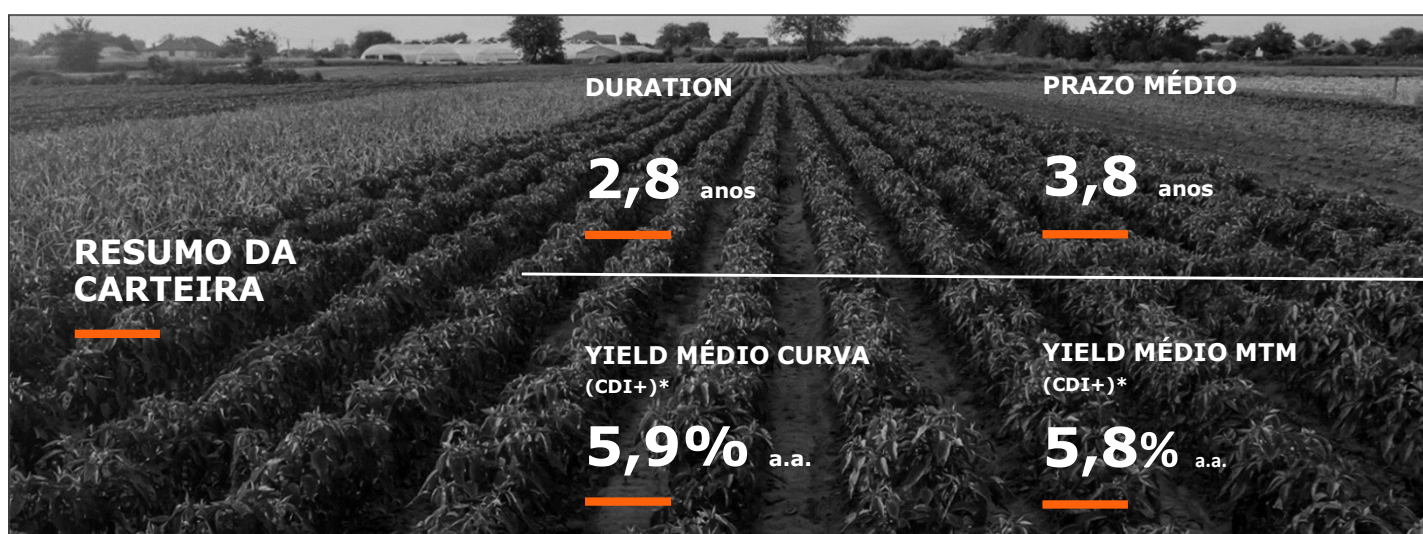 RESUMO DA
CARTEIRA
DURATION
2,8 anos
PRAZO MÉDIO
3,8 anos
YIELD MÉDIO CURVA
(CDI+)*
5,9% a.a.
YIELD MÉDIO MTM
(CDI+)*
5,8% a.a.